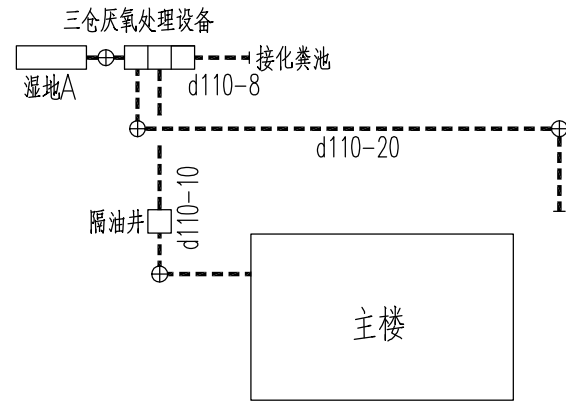 三仓厌氧处理设备
接化粪池
湿地A
d110-8
d110-20
d110-10
隔油井
主楼